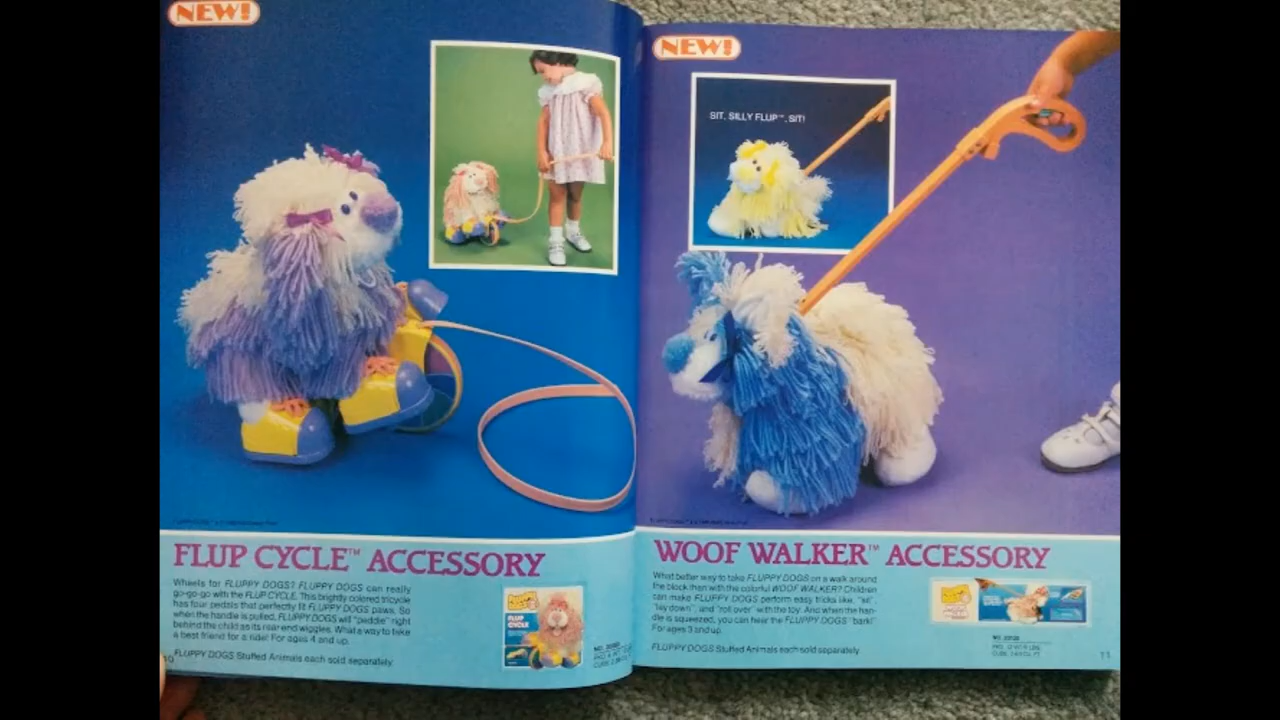 NEW!
FLUP CYCLE™ ACCESSORY
Wheels for FLUPPY DOGS? FLUPPY DOGS can really
go-go-go with the FLUP CYCLE. This brightly colored tricycle
has four pedals that perfectly fit FLUPPY DOGS paws. So
when the handle is pulled, FLUPPY DOGS will "peddle" right
behind the child as its rear end wiggles. What a way to take
a best friend for a ride! For ages 4 and up.
FLUPPY DOGS Stuffed Animals each sold separately.
FLUP
CYCLE
NEW!
SIT, SILLY FLUP™, SIT!
WOOF WALKER™ ACCESSORY
What better way to take FLUPPY DOGS on a walk around
the block than with the colorful WOOF WALKER? Children
can make FLUPPY DOGS perform easy tricks like, "sit",
"lay down", and "roll over" with the toy. And when the han-
dle is squeezed, you can hear the FLUPPY DOGS "bark!"
For ages 3 and up.
FLUPPY DOGS Stuffed Animals each sold separately.
11